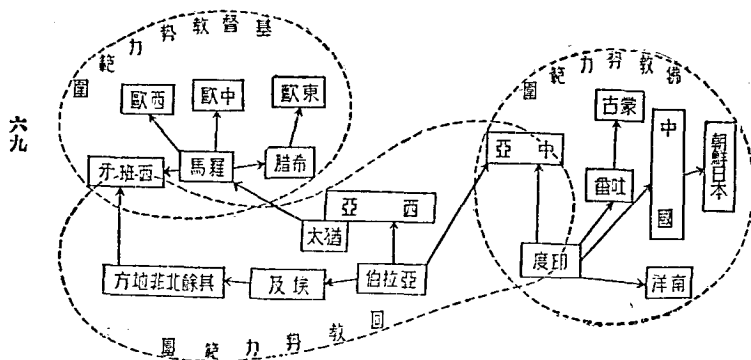 佛教勢力範圍
朝鮮日本
中國
蒙古
吐番
中亞
印度
南洋
基督教勢力範圍
東歐
中歐
西歐
希腊
羅馬
西班牙
西亞
猶太
亞拉伯
埃及
其餘北非地方
回教勢力範圍
六九